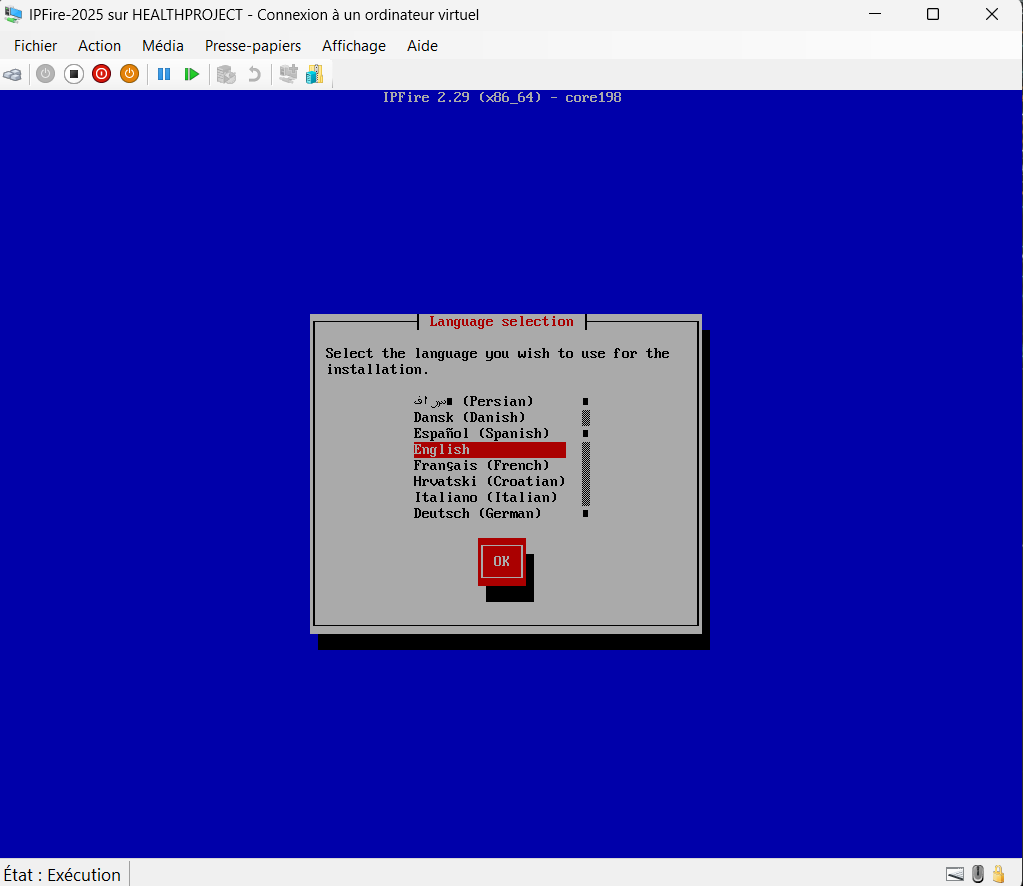 IPFire-2025 sur HEALTHPROJECT - Connexion à un ordinateur virtuel
Fichier Action Média Presse-papiers Affichage Aide
IPFire 2.29 (x86_64) - core198
Language selection
Select the language you wish to use for the
installation.
(Persian)
Dansk (Danish)
Español (Spanish)
English
Français (French)
Hrvatski (Croatian)
Italiano (Italian)
Deutsch (German)
OK
État : Exécution